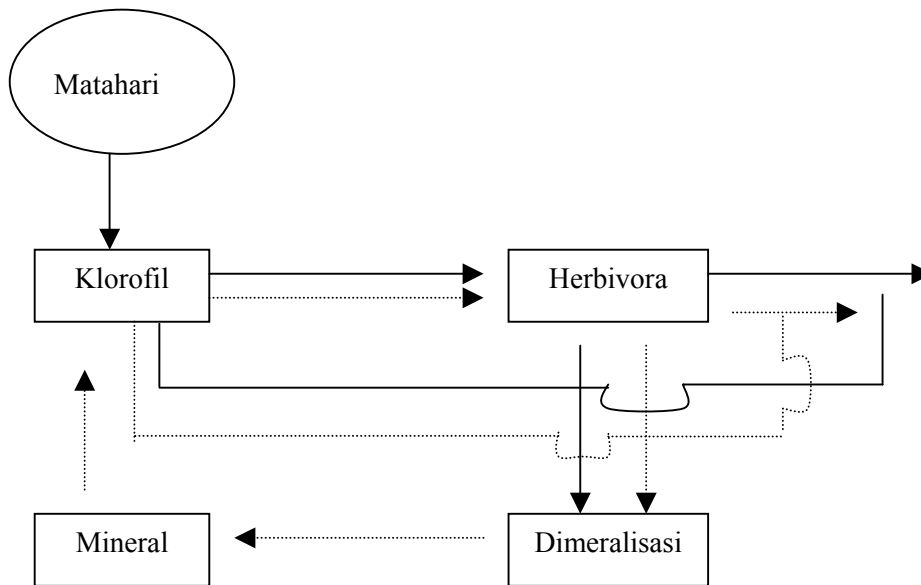 Matahari
Klorofil
Herbivora
Mineral
Dimeralisasi